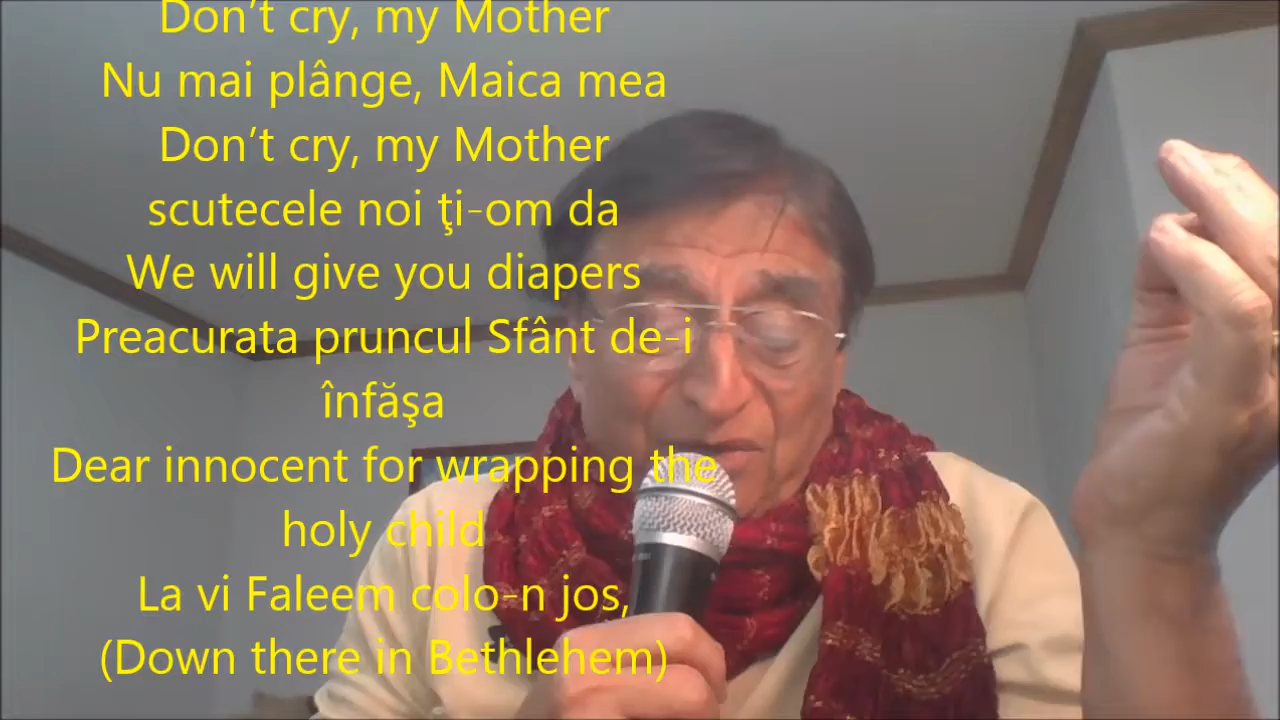 Don’t cry, my Mother
Nu mai plânge, Maica mea
Don’t cry, my Mother
scutecele noi ţi-om da
We will give you diapers
Preacurata pruncul Sfânt de-i
înfăşa
Dear innocent for wrapping the
holy child
La vi Faleem colo-n jos,
(Down there in Bethlehem)